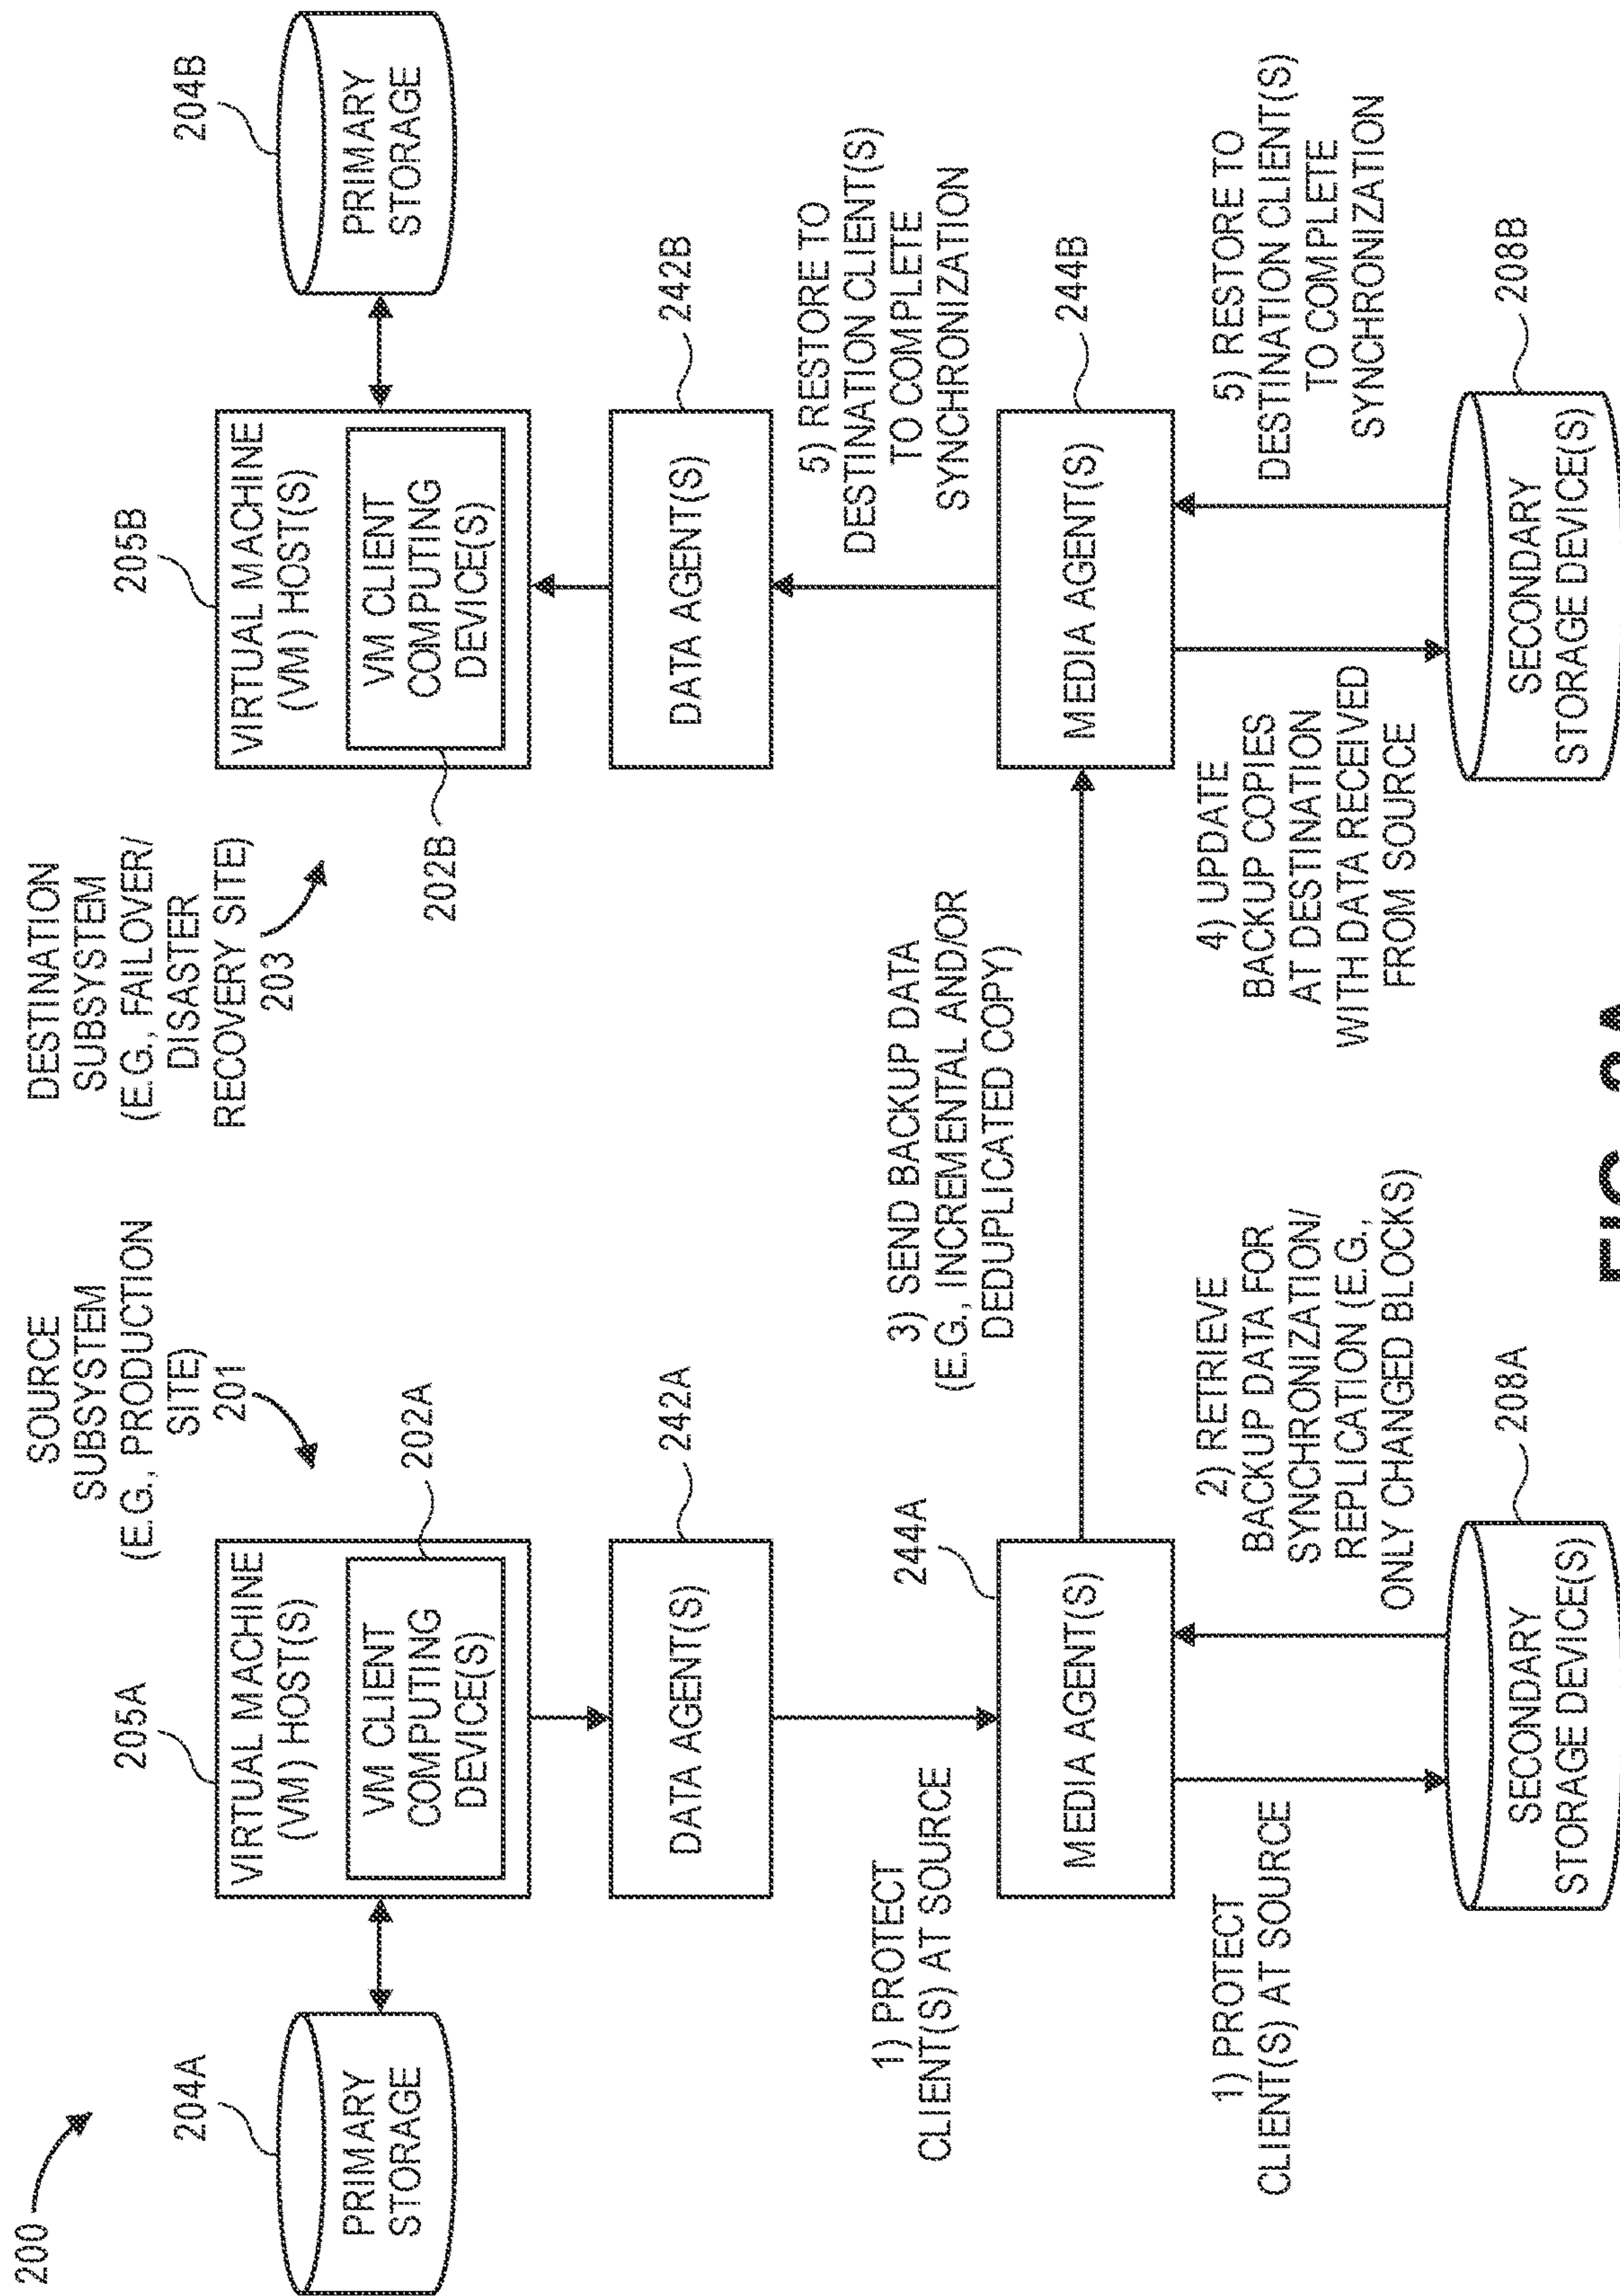 200
SOURCE
SUBSYSTEM
(E.G., PRODUCTION
SITE)
201
DESTINATION
SUBSYSTEM
(E.G., FAILOVER/
DISASTER
RECOVERY SITE)
203
204A
PRIMARY
STORAGE
205A
VIRTUAL MACHINE
(VM) HOST(S)
VM CLIENT
COMPUTING
DEVICE(S)
202A
205B
VIRTUAL MACHINE
(VM) HOST(S)
VM CLIENT
COMPUTING
DEVICE(S)
202B
204B
PRIMARY
STORAGE
DATA AGENT(S)
242A
DATA AGENT(S)
242B
1) PROTECT
CLIENT(S) AT SOURCE
244A
3) SEND BACKUP DATA
(E.G., INCREMENTAL AND/OR
DEDUPLICATED COPY)
5) RESTORE TO
DESTINATION CLIENT(S)
TO COMPLETE
SYNCHRONIZATION
MEDIA AGENT(S)
MEDIA AGENT(S)
244B
1) PROTECT
CLIENT(S) AT SOURCE
2) RETRIEVE
BACKUP DATA FOR
SYNCHRONIZATION/
REPLICATION (E.G.,
ONLY CHANGED BLOCKS)
4) UPDATE
BACKUP COPIES
AT DESTINATION
WITH DATA RECEIVED
FROM SOURCE
5) RESTORE TO
DESTINATION CLIENT(S)
TO COMPLETE
SYNCHRONIZATION
SECONDARY
STORAGE DEVICE(S)
208A
SECONDARY
STORAGE DEVICE(S)
208B